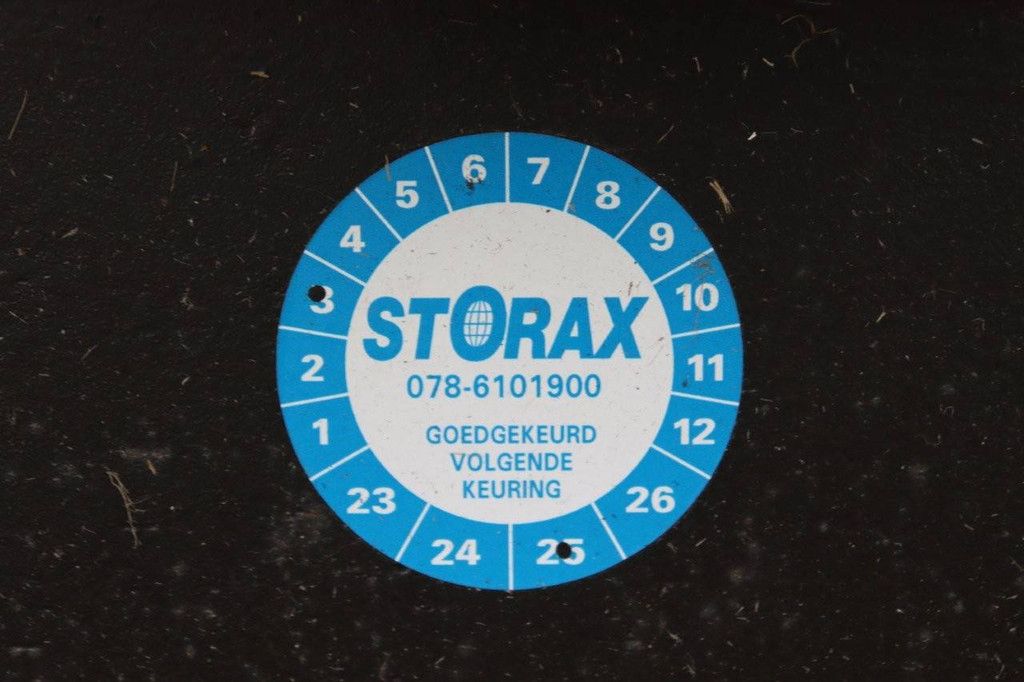 1 2 3 4 5 6 7 8 9 10 11 12
STORAX
078-6101900
GOEDGEKEURD
VOLGENDE
KEURING
23 24 25 26